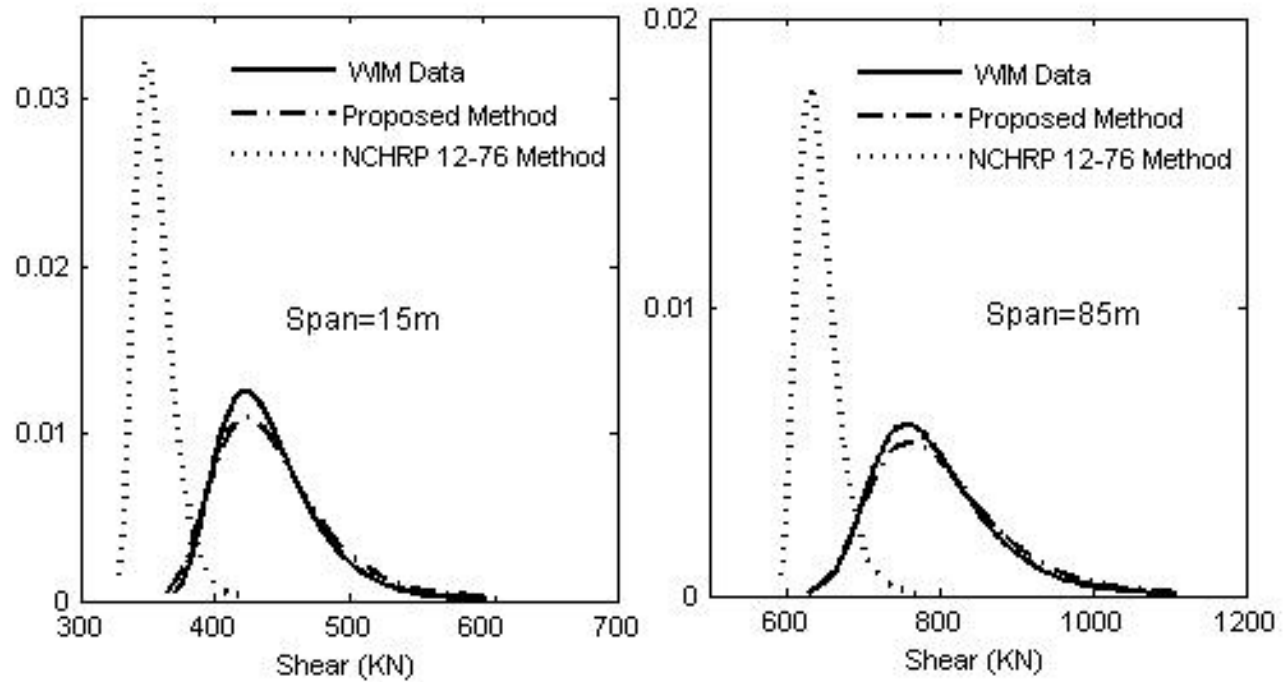 0.03
0.02
0.01
0
300
400
500
600
700
Shear (KN)
WIM Data
Proposed Method
NCHRP 12-76 Method
Span=15m
0.02
0.01
0
600
800
1000
1200
Shear (KN)
WIM Data
Proposed Method
NCHRP 12-76 Method
Span=85m